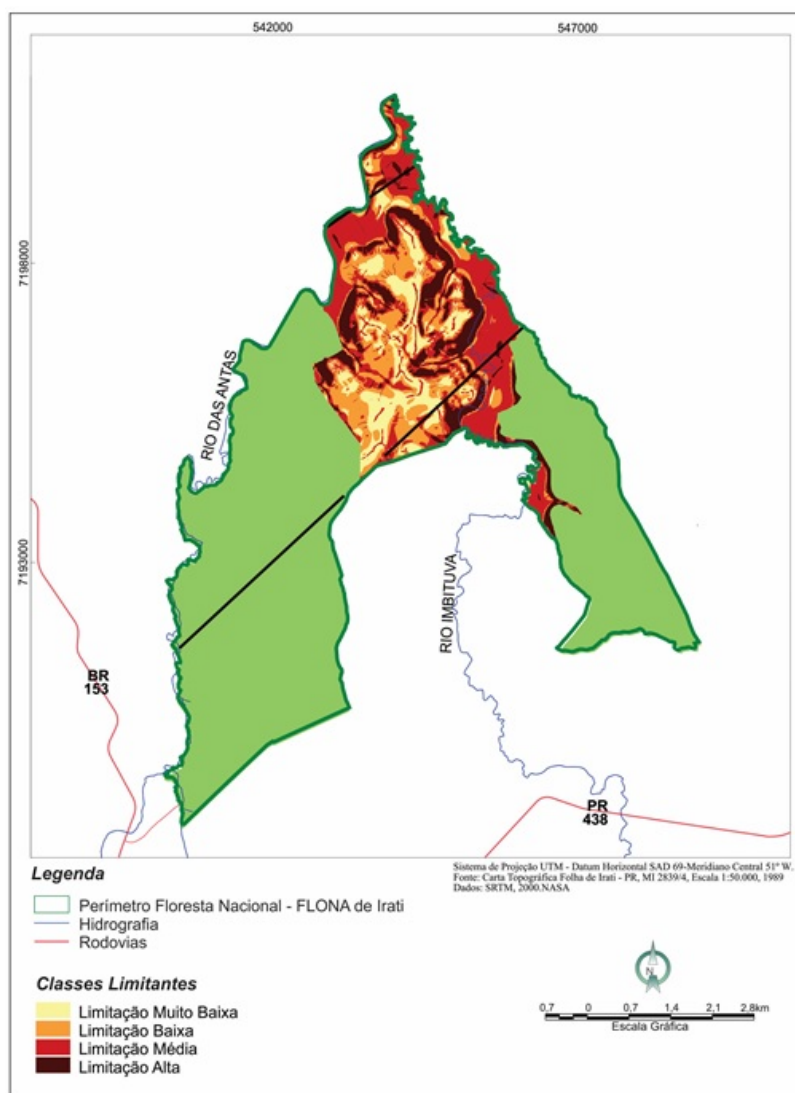 542000
547000
7198000
RIO DAS ANTAS
7193000
RIO IMBITUVA
BR
153
PR
438
Legenda
Perímetro Floresta Nacional - FLONA de Irati
Hidrografia
Rodovias
Sistema de Projeção UTM - Datum Horizontal SAD 69-Meridiano Central 51º W.
Fonte: Carta Topográfica Folha de Irati - PR, MI 2839/4, Escala 1:50.000, 1989
Dados: SRTM, 2000.NASA
Classes Limitantes
Limitação Muito Baixa
Limitação Baixa
Limitação Média
Limitação Alta
N
0,7 0 0,7 1,4 2,1 2,8km
Escala Gráfica